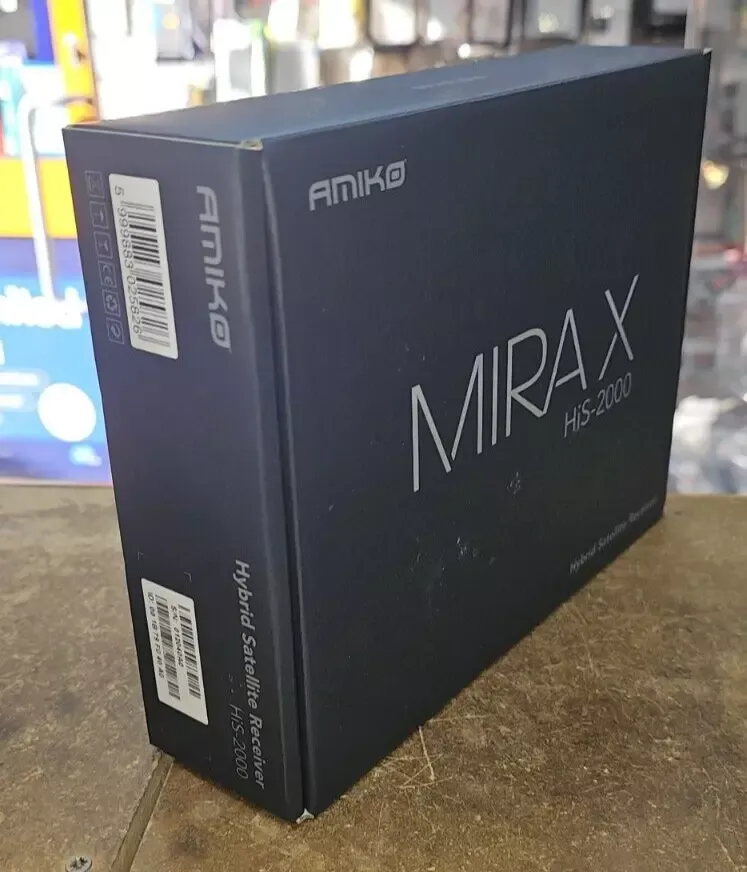 AMIKO
MIRA X
HiS-2000
Hybrid Satellite Receiver
AMIKO
5 999883 025826
Hybrid Satellite Receiver
HiS-2000